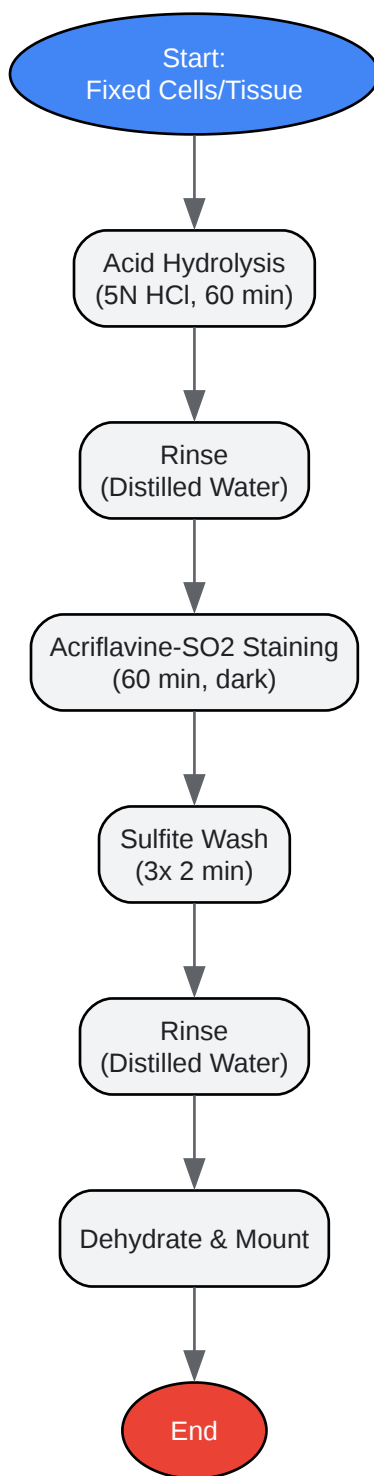 Start:
Fixed Cells/Tissue
Acid Hydrolysis
(5N HCl, 60 min)
Rinse
(Distilled Water)
Acriflavine-SO2 Staining
(60 min, dark)
Sulfite Wash
(3x 2 min)
Rinse
(Distilled Water)
Dehydrate & Mount
End